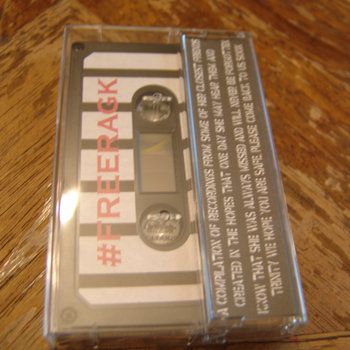 #FREERAGK
A COMPILATION OF RECORDINGS FROM SOME OF HER CLOSEST FRIENDS
CREATED IN THE HOPES THAT ONE DAY SHE MAY HEAR THEM AND
KNOW THAT SHE WAS ALWAYS MISSED AND WILL NEVER BE FORGOTTEN
TRINITY WE HOPE YOU ARE SAFE PLEASE COME BACK TO US SOON